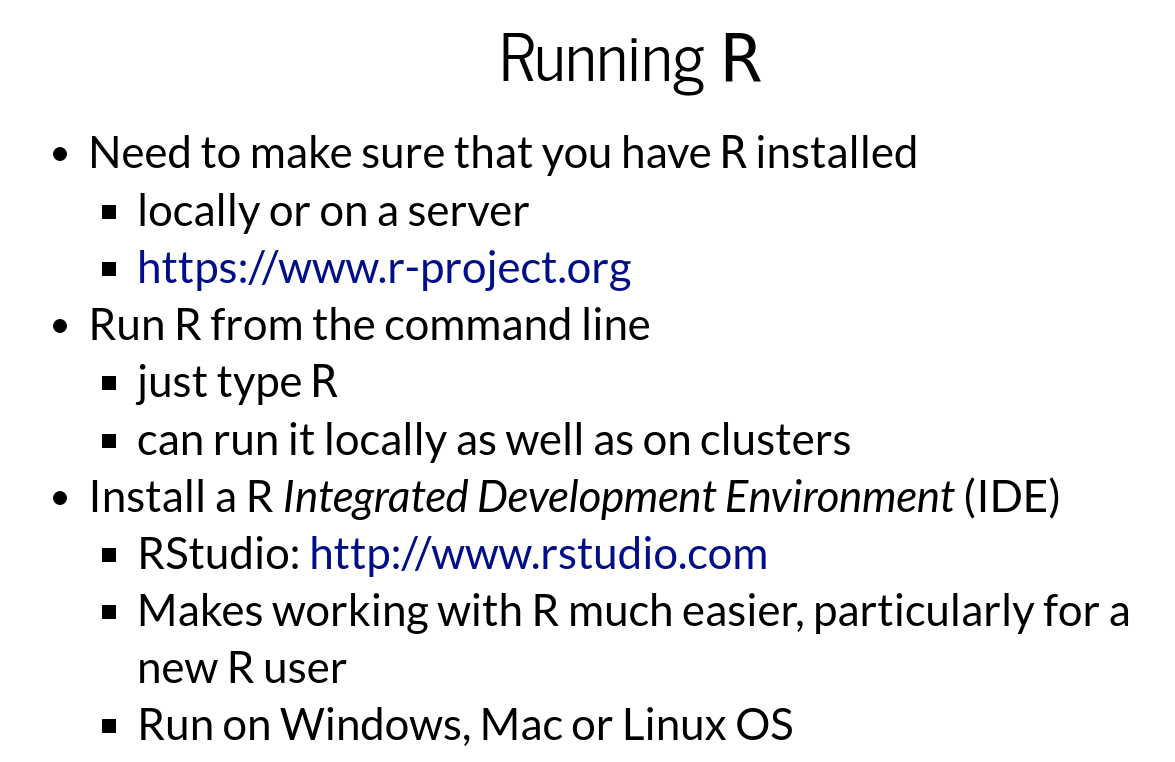 Running R
• Need to make sure that you have R installed
▪ locally or on a server
▪ https://www.r-project.org
• Run R from the command line
▪ just type R
▪ can run it locally as well as on clusters
• Install a R Integrated Development Environment (IDE)
▪ RStudio: http://www.rstudio.com
▪ Makes working with R much easier, particularly for a
new R user
▪ Run on Windows, Mac or Linux OS